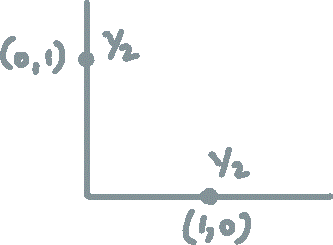 (0,1) 1/2
1/2
(1,0)